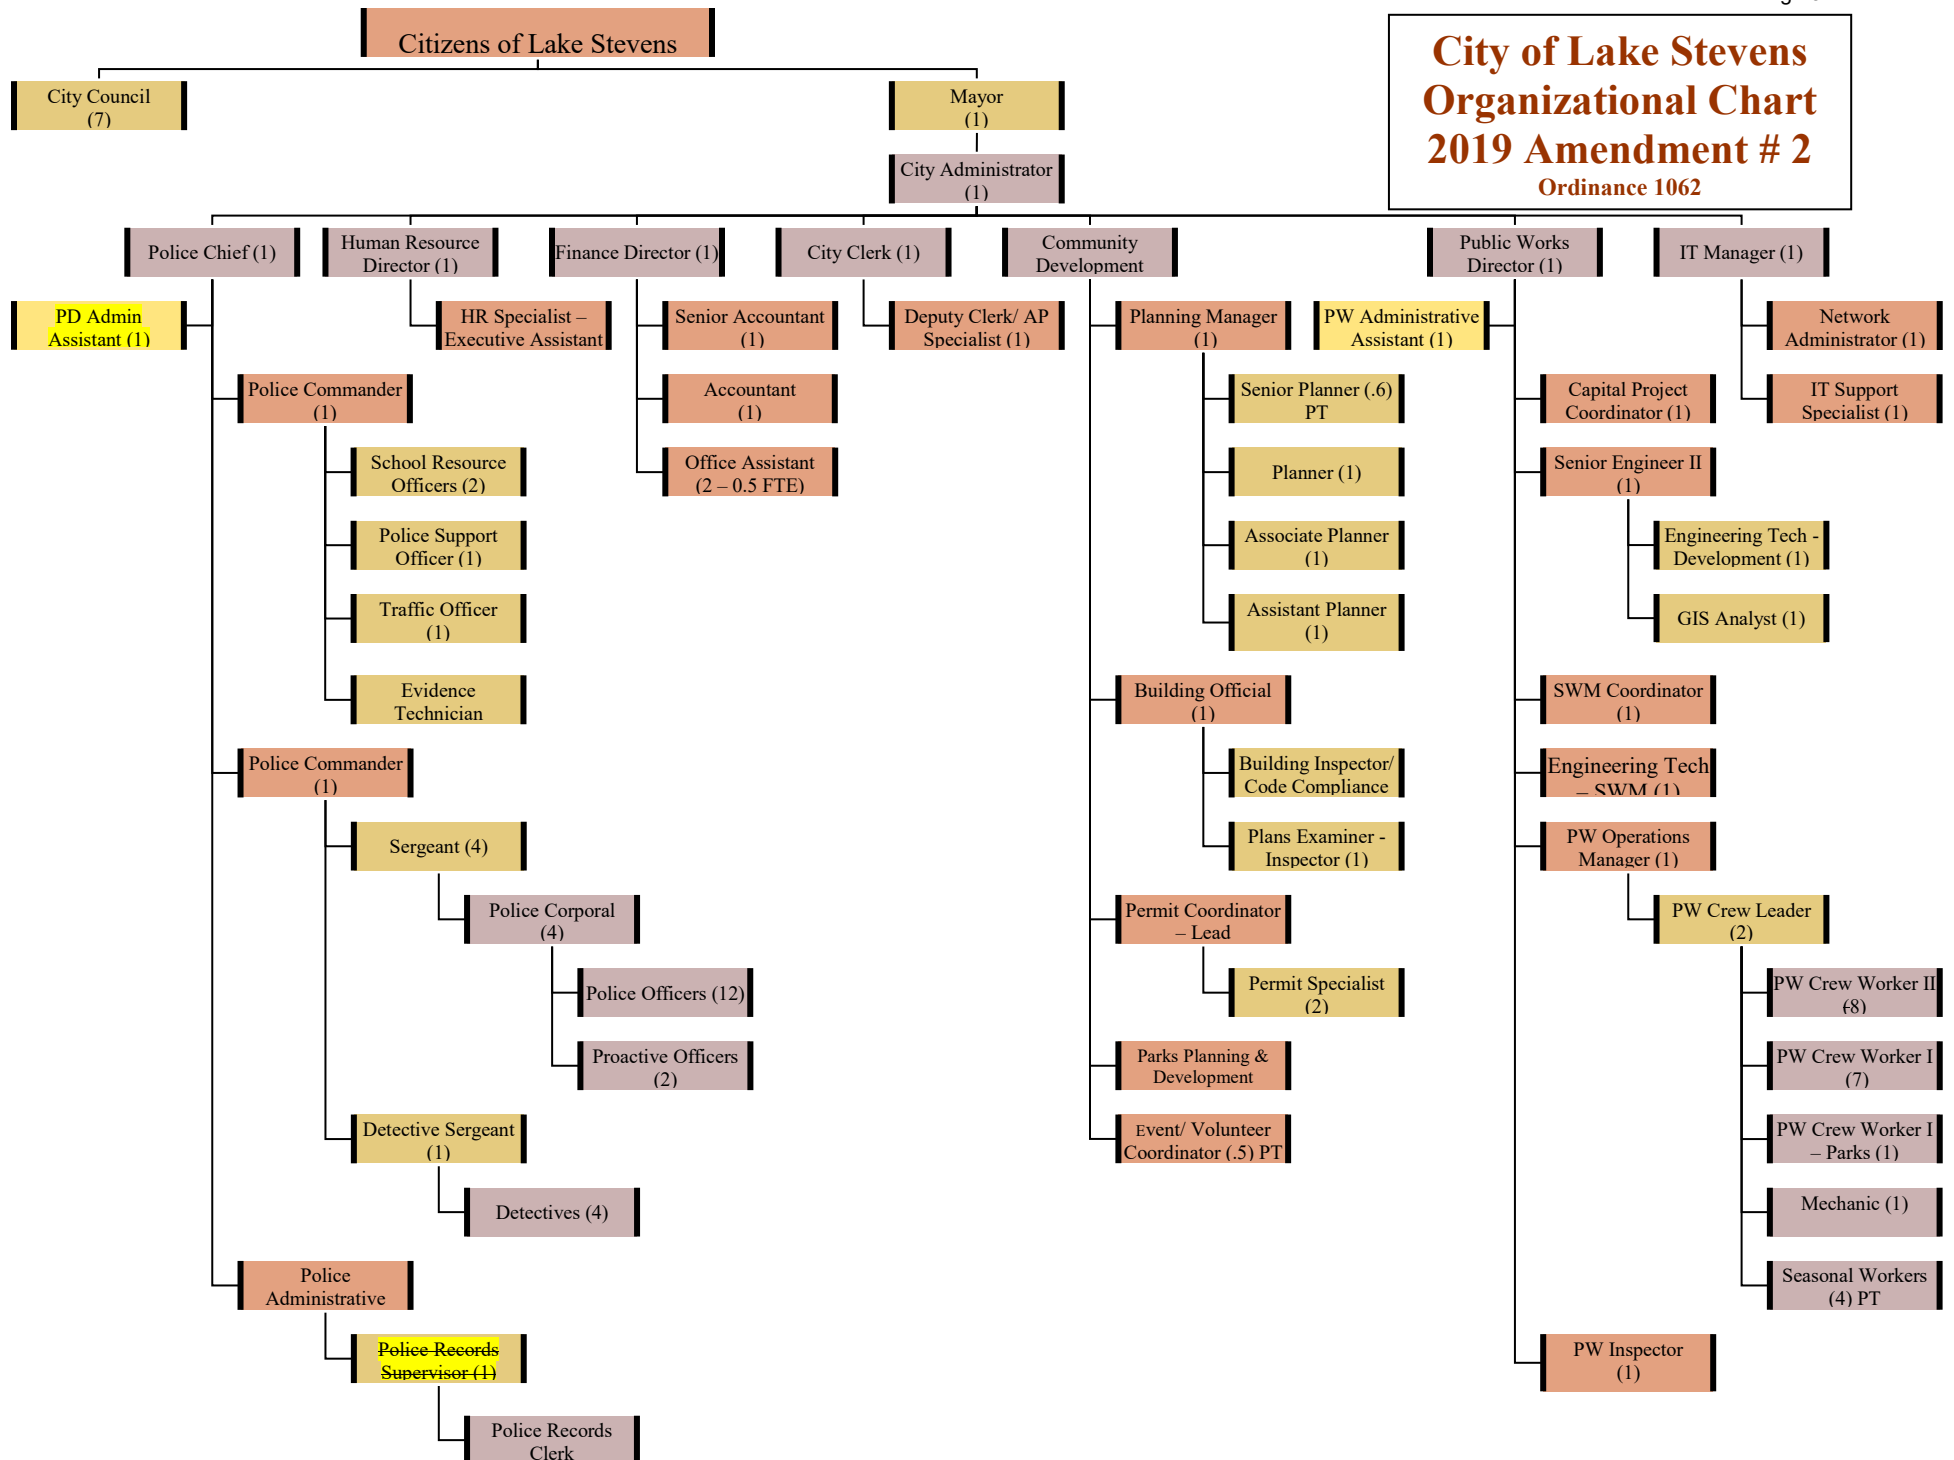 Citizens of Lake Stevens
City of Lake Stevens
Organizational Chart
2019 Amendment # 2
Ordinance 1062
City Council
(7)
Mayor
(1)
City Administrator
(1)
Police Chief (1)
Human Resource
Director (1)
Finance Director (1)
City Clerk (1)
Community
Development
Public Works
Director (1)
IT Manager (1)
PD Admin
Assistant (1)
HR Specialist –
Executive Assistant
Senior Accountant
(1)
Deputy Clerk/ AP
Specialist (1)
Planning Manager
(1)
PW Administrative
Assistant (1)
Network
Administrator (1)
Police Commander
(1)
Accountant
(1)
Senior Planner (.6)
PT
Capital Project
Coordinator (1)
IT Support
Specialist (1)
School Resource
Officers (2)
Office Assistant
(2 – 0.5 FTE)
Planner (1)
Senior Engineer II
(1)
Police Support
Officer (1)
Associate Planner
(1)
Engineering Tech -
Development (1)
Traffic Officer
(1)
Assistant Planner
(1)
GIS Analyst (1)
Evidence
Technician
Building Official
(1)
SWM Coordinator
(1)
Police Commander
(1)
Building Inspector/
Code Compliance
Engineering Tech
– SWM (1)
Sergeant (4)
Plans Examiner -
Inspector (1)
PW Operations
Manager (1)
Police Corporal
(4)
Permit Coordinator
– Lead
PW Crew Leader
(2)
Police Officers (12)
Permit Specialist
(2)
PW Crew Worker II
(8)
Proactive Officers
(2)
Parks Planning &
Development
PW Crew Worker I
(7)
Detective Sergeant
(1)
Event/ Volunteer
Coordinator (.5) PT
PW Crew Worker I
– Parks (1)
Detectives (4)
Mechanic (1)
Police
Administrative
Seasonal Workers
(4) PT
Police Records
Supervisor (1)
PW Inspector
(1)
Police Records
Clerk